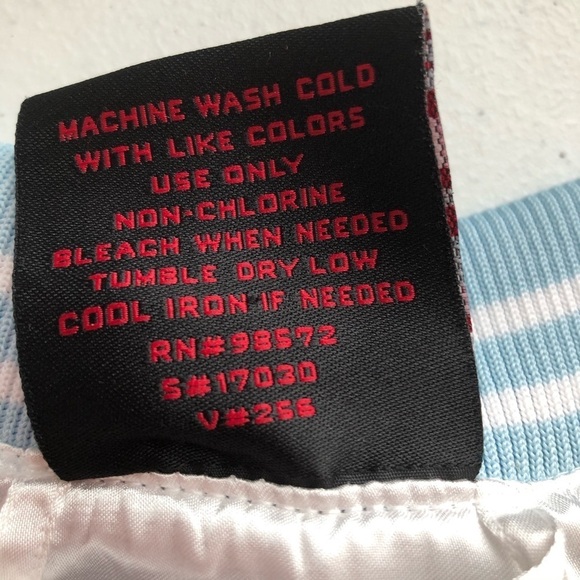 MACHINE WASH COLD
WITH LIKE COLORS
USE ONLY
NON-CHLORINE
BLEACH WHEN NEEDED
TUMBLE DRY LOW
COOL IRON IF NEEDED
RN#98572
S#17030
V#256